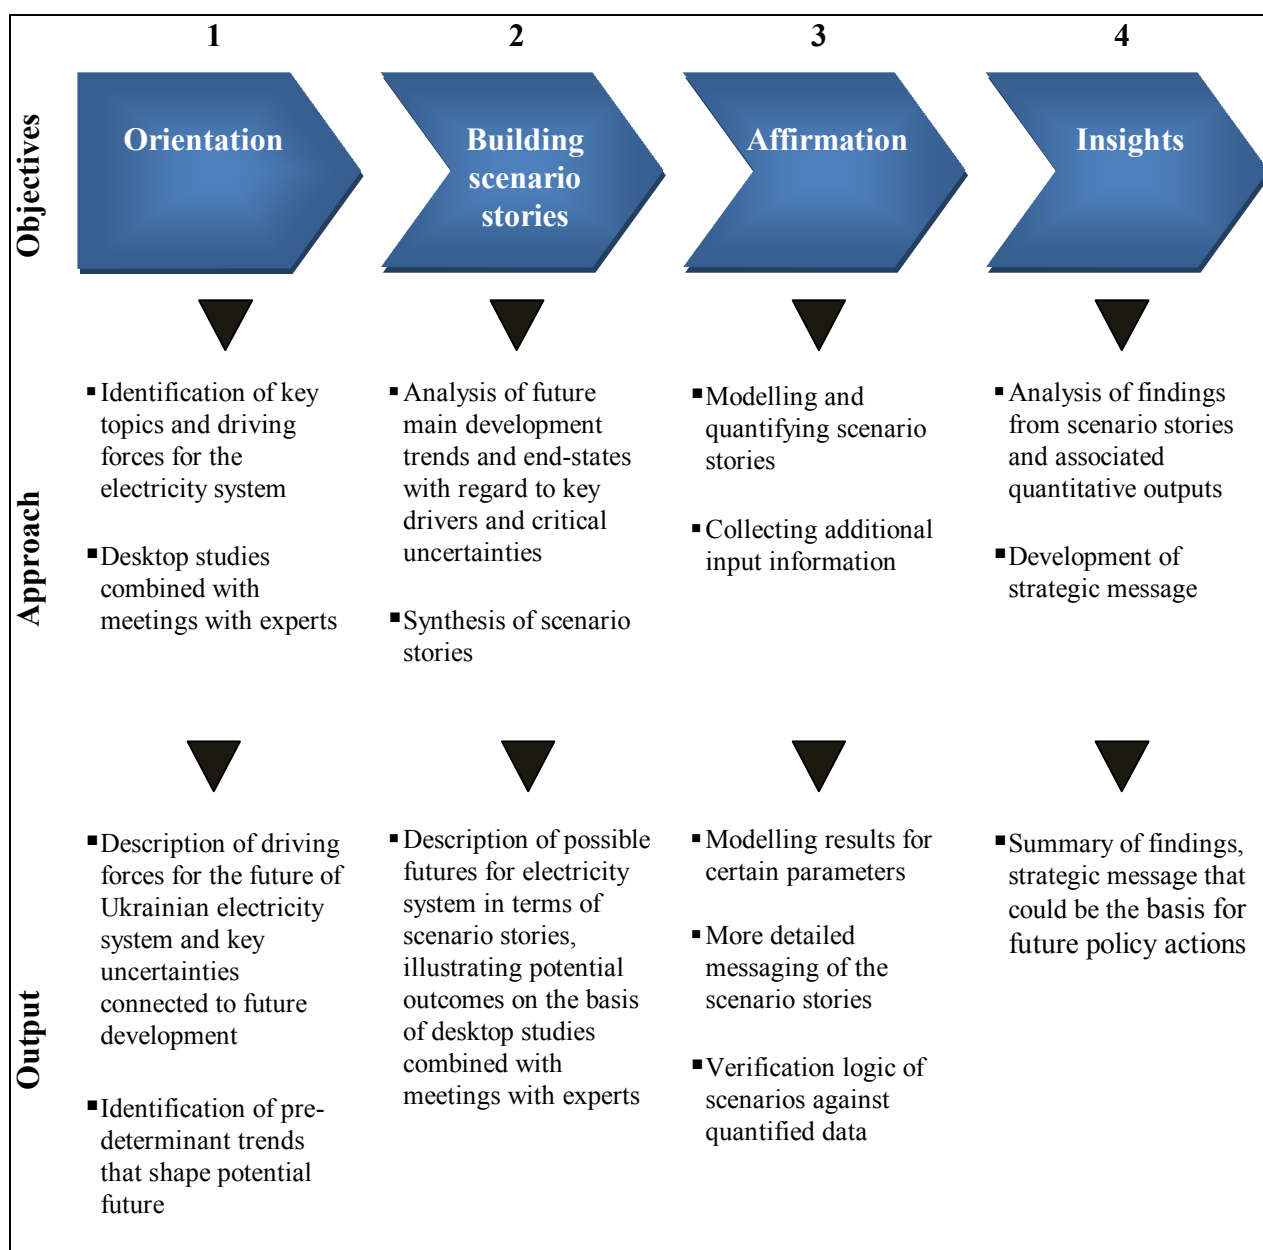 1
2
3
4
Objectives
Orientation
Building
scenario
stories
Affirmation
Insights
Approach
▪Identification of key
topics and driving
forces for the
electricity system
▪Desktop studies
combined with
meetings with experts
▪Analysis of future
main development
trends and end-states
with regard to key
drivers and critical
uncertainties
▪Synthesis of scenario
stories
▪Modelling and
quantifying scenario
stories
▪Collecting additional
input information
▪Analysis of findings
from scenario stories
and associated
quantitative outputs
▪Development of
strategic message
Output
▪Description of driving
forces for the future of
Ukrainian electricity
system and key
uncertainties
connected to future
development
▪Identification of pre-
determinant trends
that shape potential
future
▪Description of possible
futures for electricity
system in terms of
scenario stories,
illustrating potential
outcomes on the basis
of desktop studies
combined with
meetings with experts
▪Modelling results for
certain parameters
▪More detailed
messaging of the
scenario stories
▪Verification logic of
scenarios against
quantified data
▪Summary of findings,
strategic message that
could be the basis for
future policy actions